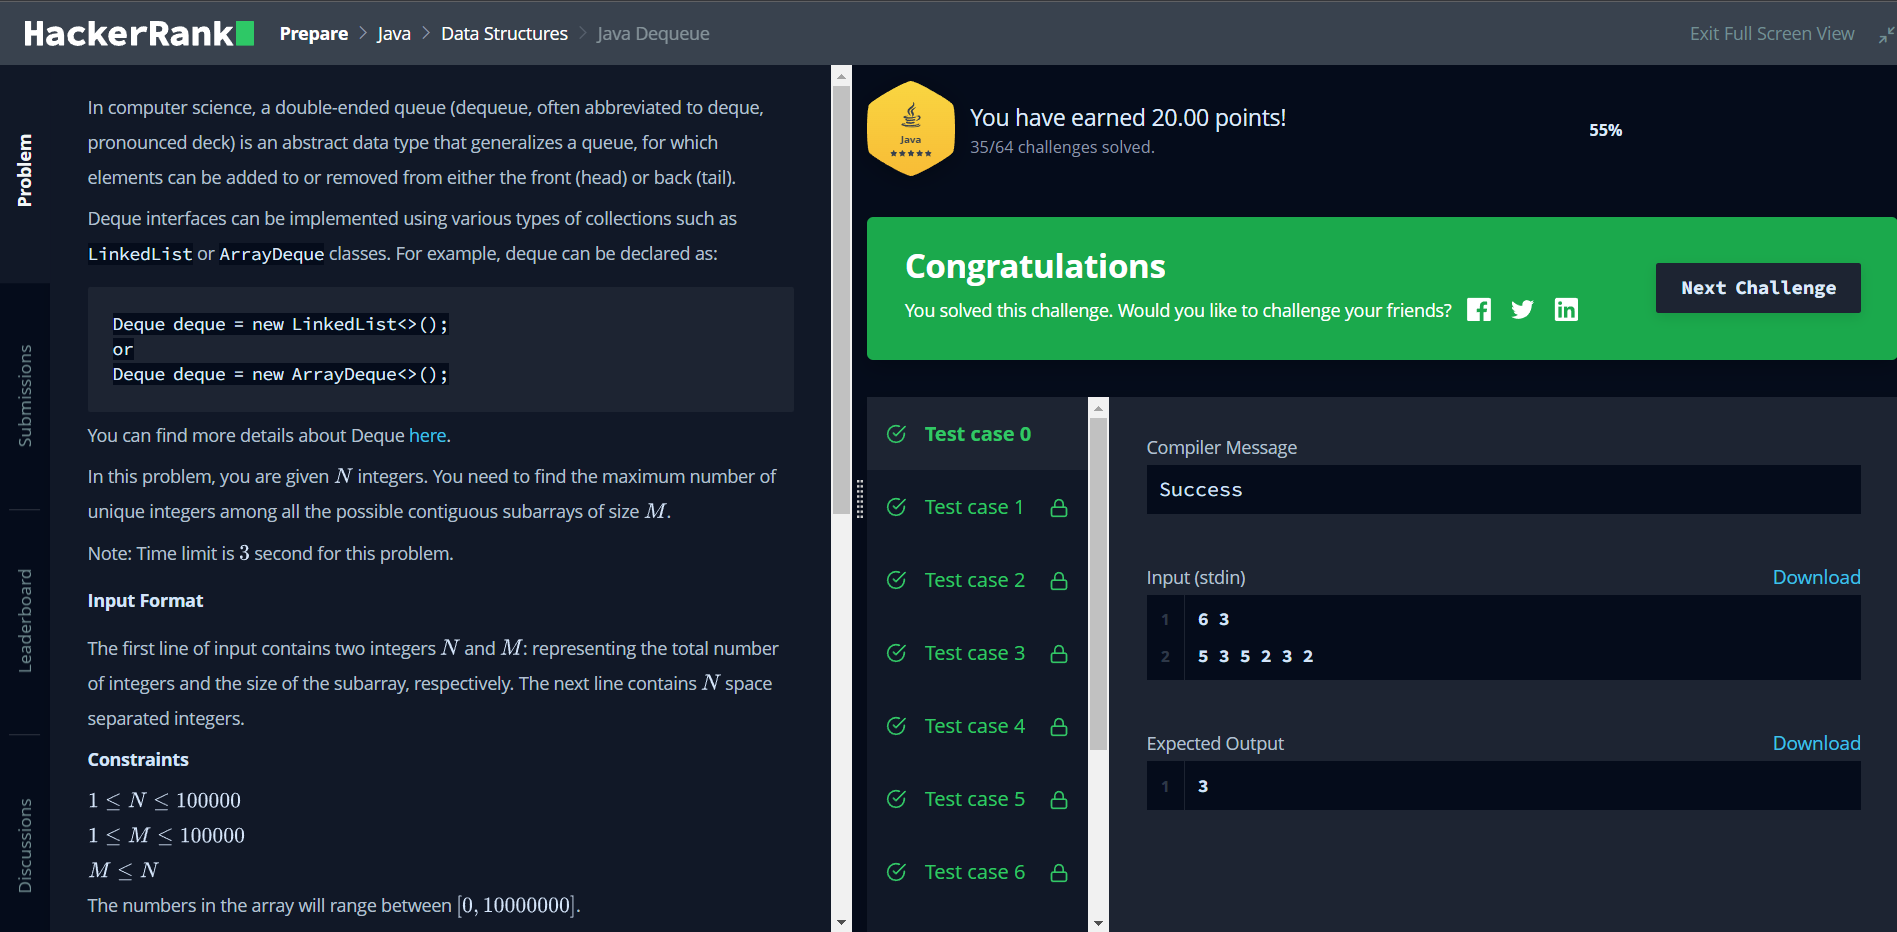 HackerRank Prepare > Java > Data Structures > Java Dequeue Exit Full Screen View
Problem
Submissions
Leaderboard
Discussions
In computer science, a double-ended queue (dequeue, often abbreviated to deque,
pronounced deck) is an abstract data type that generalizes a queue, for which
elements can be added to or removed from either the front (head) or back (tail).
Deque interfaces can be implemented using various types of collections such as
LinkedList or ArrayDeque classes. For example, deque can be declared as:
Deque deque = new LinkedList<>();
or
Deque deque = new ArrayDeque<>();
You can find more details about Deque here.
In this problem, you are given N integers. You need to find the maximum number of
unique integers among all the possible contiguous subarrays of size M.
Note: Time limit is 3 second for this problem.
Input Format
The first line of input contains two integers N and M: representing the total number
of integers and the size of the subarray, respectively. The next line contains N space
separated integers.
Constraints
1 ≤ N ≤ 100000
1 ≤ M ≤ 100000
M ≤ N
The numbers in the array will range between [0, 10000000].
Java
★★★★★
You have earned 20.00 points!
35/64 challenges solved.
55%
Congratulations
You solved this challenge. Would you like to challenge your friends?
Next Challenge
Test case 0
Test case 1
Test case 2
Test case 3
Test case 4
Test case 5
Test case 6
Compiler Message
Success
Input (stdin) Download
1 6 3
2 5 3 5 2 3 2
Expected Output Download
1 3